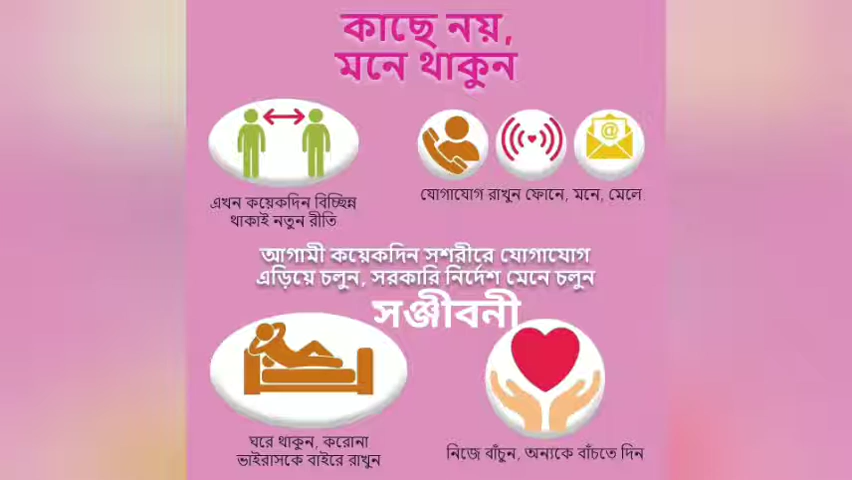 কাছে নয়,
মনে থাকুন
এখন কয়েকদিন বিচ্ছিন্ন
থাকাই নতুন রীতি
যোগাযোগ রাখুন ফোনে, মনে, মেলে
আগামী কয়েকদিন সশরীরে যোগাযোগ
এড়িয়ে চলুন, সরকারি নির্দেশ মেনে চলুন
সঞ্জীবনী
ঘরে থাকুন, করোনা
ভাইরাসকে বাইরে রাখুন
নিজে বাঁচুন, অন্যকে বাঁচতে দিন